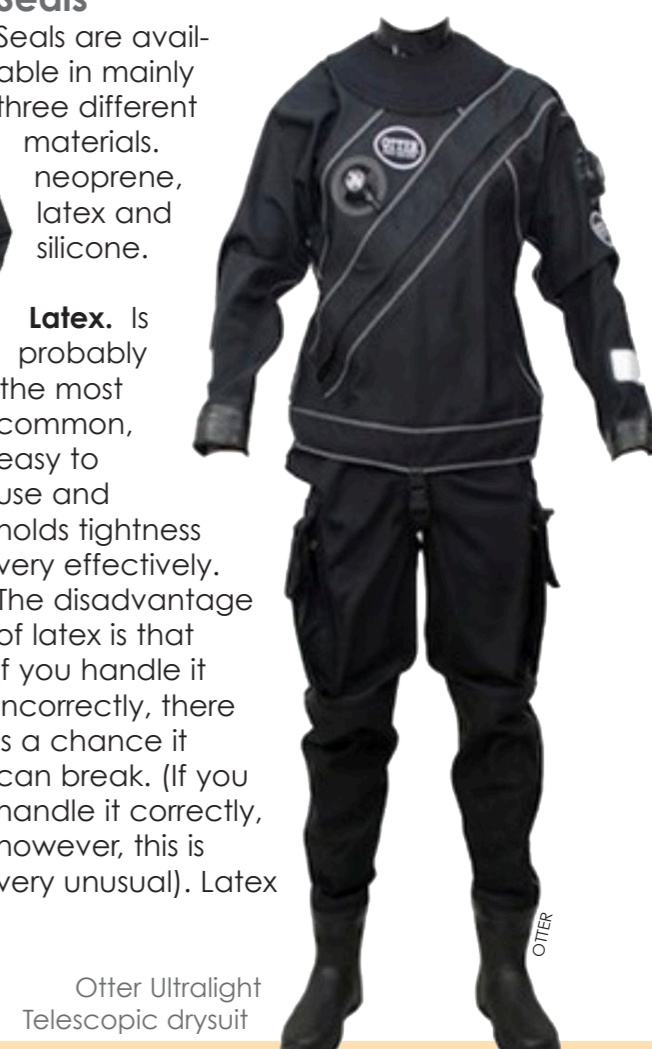 Seals
Seals are avail-
able in mainly
three different
materials.
neoprene,
latex and
silicone.
Latex. Is
probably
the most
common,
easy to
use and
holds tightness
very effectively.
The disadvantage
of latex is that
if you handle it
incorrectly, there
is a chance it
can break. (If you
handle it correctly,
however, this is
very unusual). Latex
OTTER
OTTER
Otter Ultralight
Telescopic drysuit